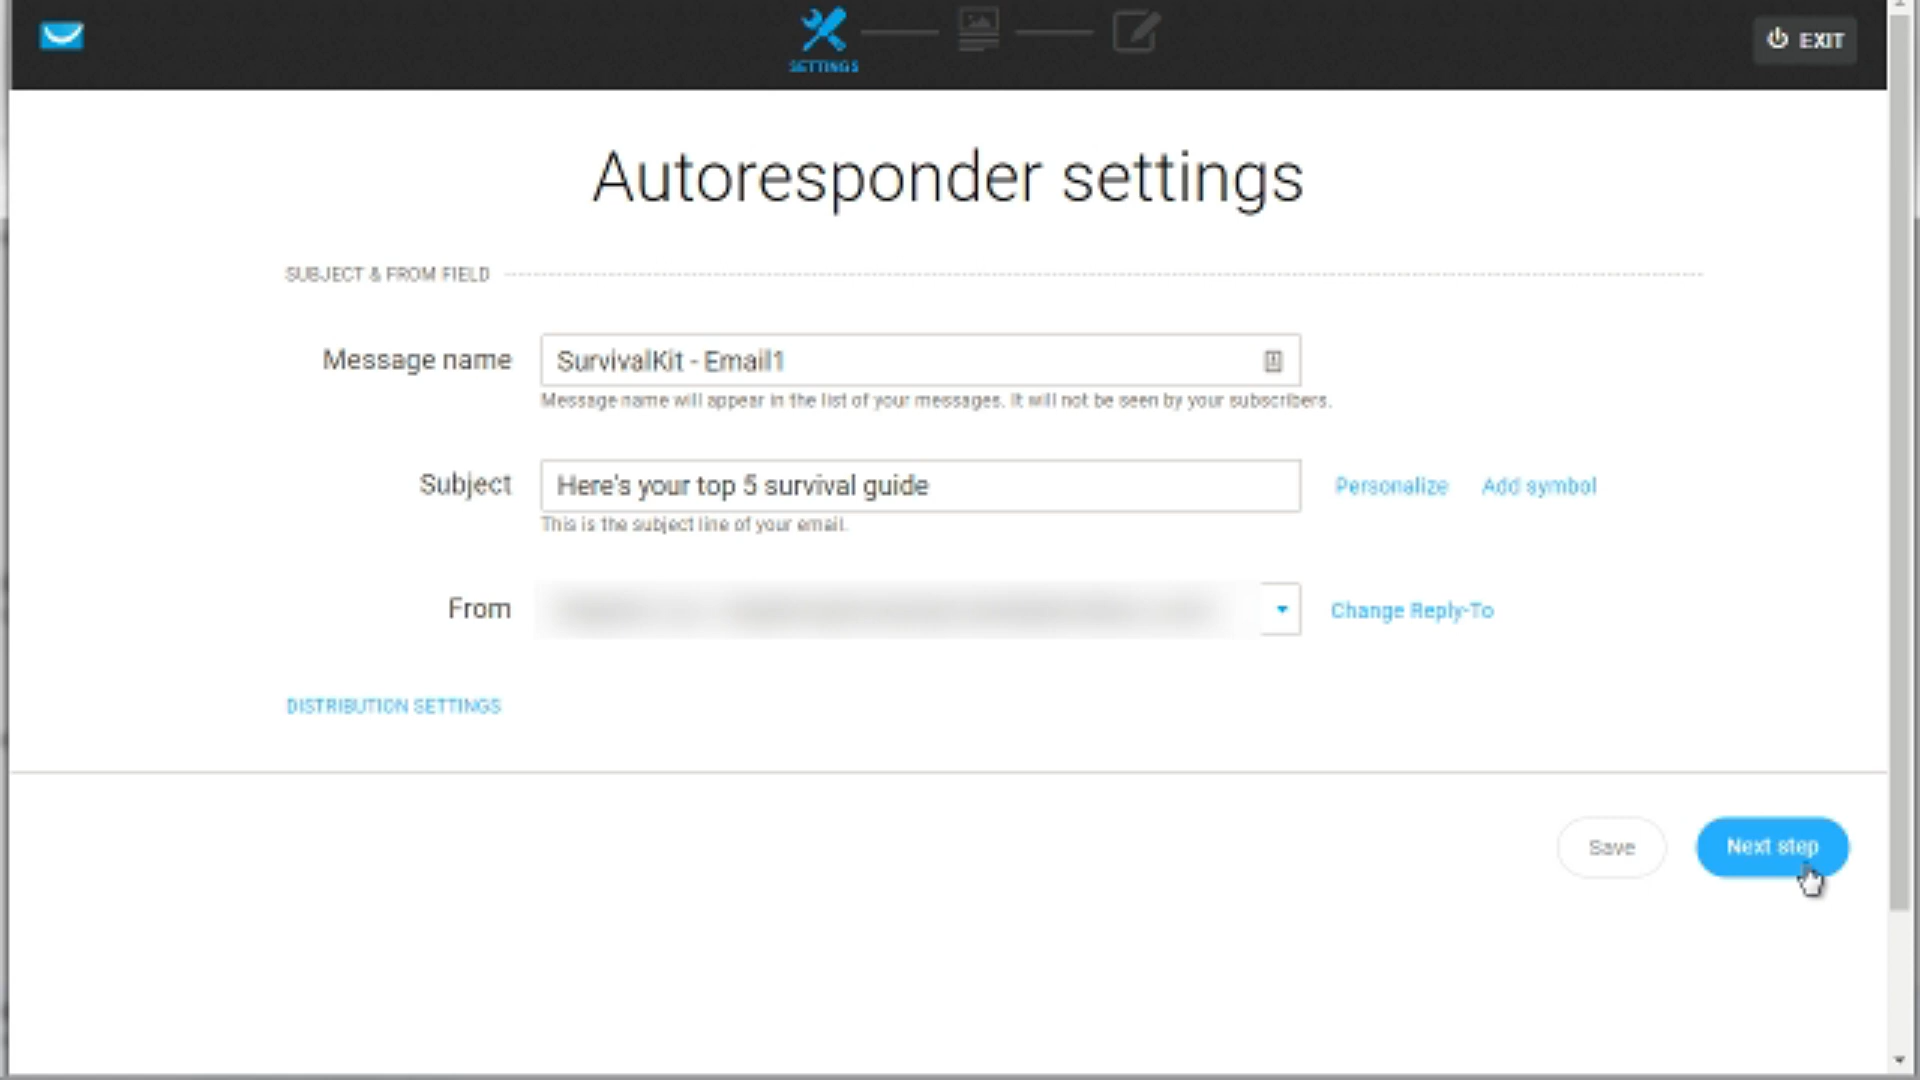 SETTINGS
EXIT
Autoresponder settings
SUBJECT & FROM FIELD
Message name
SurvivalKit - Email1
Message name will appear in the list of your messages. It will not be seen by your subscribers.
Subject
Here's your top 5 survival guide
Personalize
Add symbol
This is the subject line of your email.
From
Change Reply-To
DISTRIBUTION SETTINGS
Save
Next step